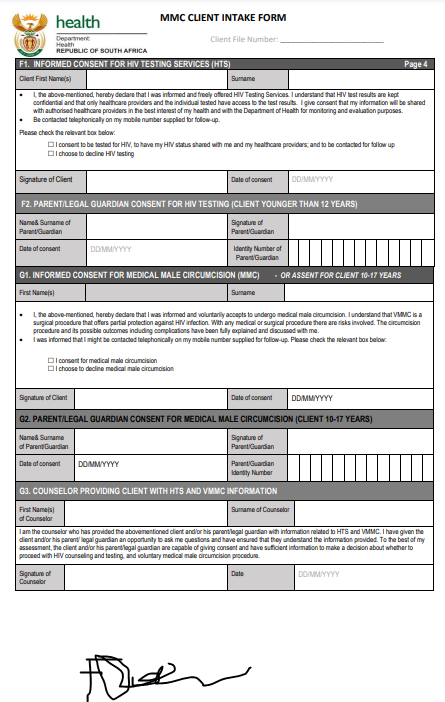 MMC CLIENT INTAKE FORM
health
Department:
Health
REPUBLIC OF SOUTH AFRICA
Client File Number: ______________________
F1. INFORMED CONSENT FOR HIV TESTING SERVICES (HTS) Page 4
Client First Name(s) Surname
• I, the above-mentioned, hereby declare that I was informed and freely offered HIV Testing Services. I understand that HIV test results are kept
confidential and that only healthcare providers and the individual tested have access to the test results. I give consent that my information will be shared
with authorised healthcare providers in the best interest of my health and with the Department of Health for monitoring and evaluation purposes.
• Be contacted telephonically on my mobile number supplied for follow-up.
Please check the relevant box below:
☐ I consent to be tested for HIV, to have my HIV status shared with me and my healthcare providers; and to be contacted for follow up
☐ I choose to decline HIV testing
Signature of Client Date of consent DD/MM/YYYY
F2. PARENT/LEGAL GUARDIAN CONSENT FOR HIV TESTING (CLIENT YOUNGER THAN 12 YEARS)
Name& Surname of Signature of
Parent/Guardian Parent/Guardian
Date of consent DD/MM/YYYY Identity Number of
Parent/Guardian
G1. INFORMED CONSENT FOR MEDICAL MALE CIRCUMCISION (MMC) - OR ASSENT FOR CLIENT 10-17 YEARS
First Name(s) Surname
• I, the above-mentioned, hereby declare that I was informed and voluntarily accepts to undergo medical male circumcision. I understand that VMMC is a
surgical procedure that offers partial protection against HIV infection. With any medical or surgical procedure there are risks involved. The circumcision
procedure and its possible outcomes including complications have been fully explained and discussed with me.
• I was informed that I might be contacted telephonically on my mobile number supplied for follow-up. Please check the relevant box below:
☐ I consent for medical male circumcision
☐ I choose to decline medical male circumcision
Signature of Client Date of consent DD/MM/YYYY
G2. PARENT/LEGAL GUARDIAN CONSENT FOR MEDICAL MALE CIRCUMCISION (CLIENT 10-17 YEARS)
Name& Surname Signature of
of Parent/Guardian Parent/Guardian
Date of consent DD/MM/YYYY Parent/Guardian
Identity Number
G3. COUNSELOR PROVIDING CLIENT WITH HTS AND VMMC INFORMATION
First Name(s) Surname of Counselor
of Counselor
I am the counselor who has provided the abovementioned client and/or his parent/legal guardian with information related to HTS and VMMC. I have given the
client and/or his parent/ legal guardian an opportunity to ask me questions and have ensured that they understand the information provided. To the best of my
assessment, the client and/or his parent/legal guardian are capable of giving consent and have sufficient information to make a decision about whether to
proceed with HIV counseling and testing, and voluntary medical male circumcision procedure.
Signature of Date DD/MM/YYYY
Counselor